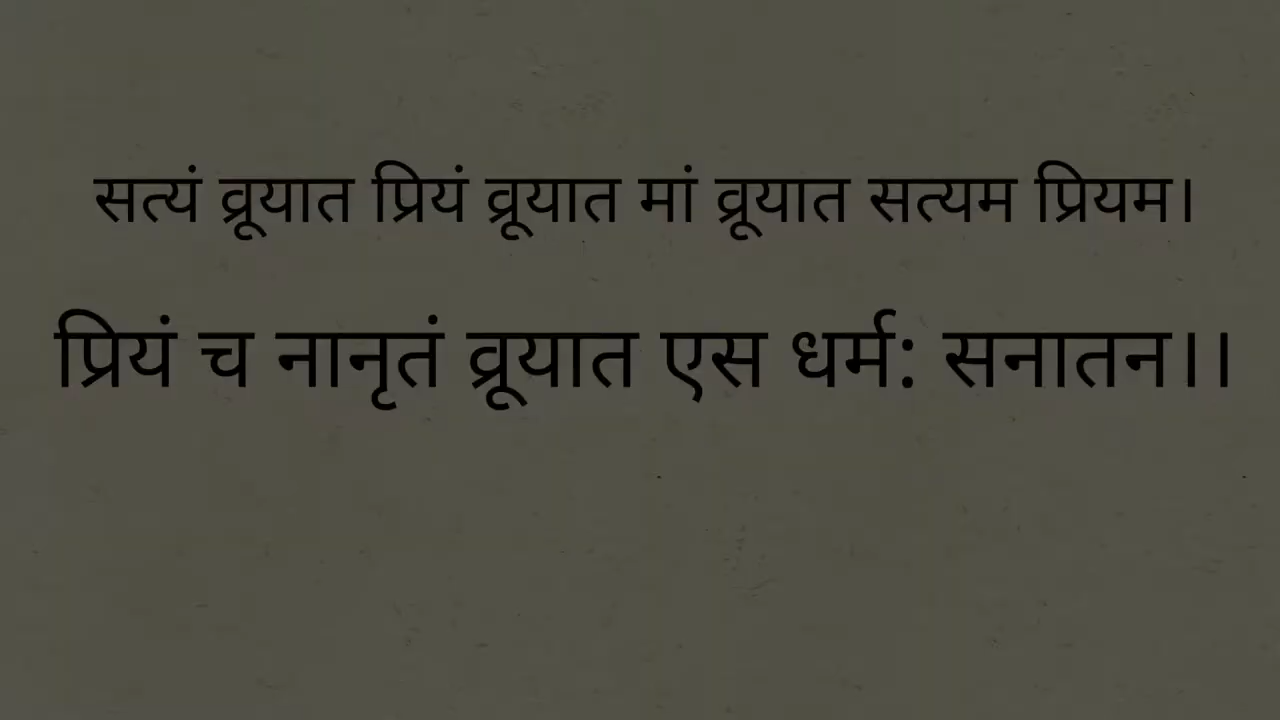 सत्यं व्रूयात प्रियं व्रूयात मां व्रूयात सत्यम प्रियम।
प्रियं च नानृतं व्रूयात एस धर्म: सनातन।।